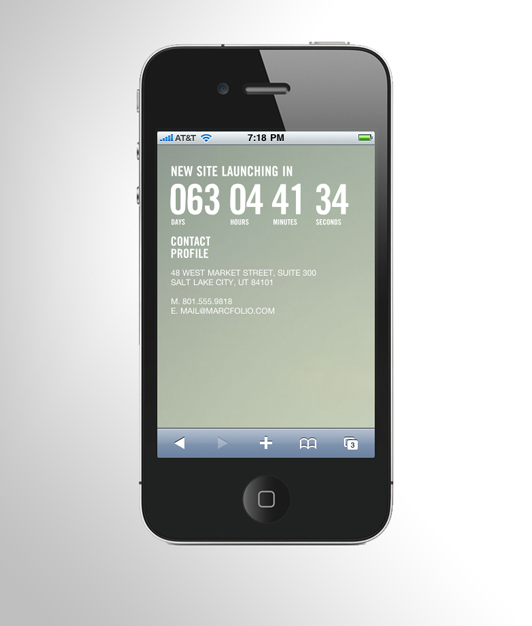 AT&T 7:18 PM
NEW SITE LAUNCHING IN
063 04 41 34
DAYS HOURS MINUTES SECONDS
CONTACT
PROFILE
48 WEST MARKET STREET, SUITE 300
SALT LAKE CITY, UT 84101
M. 801.555.9818
E. MAIL@MARCFOLIO.COM
3